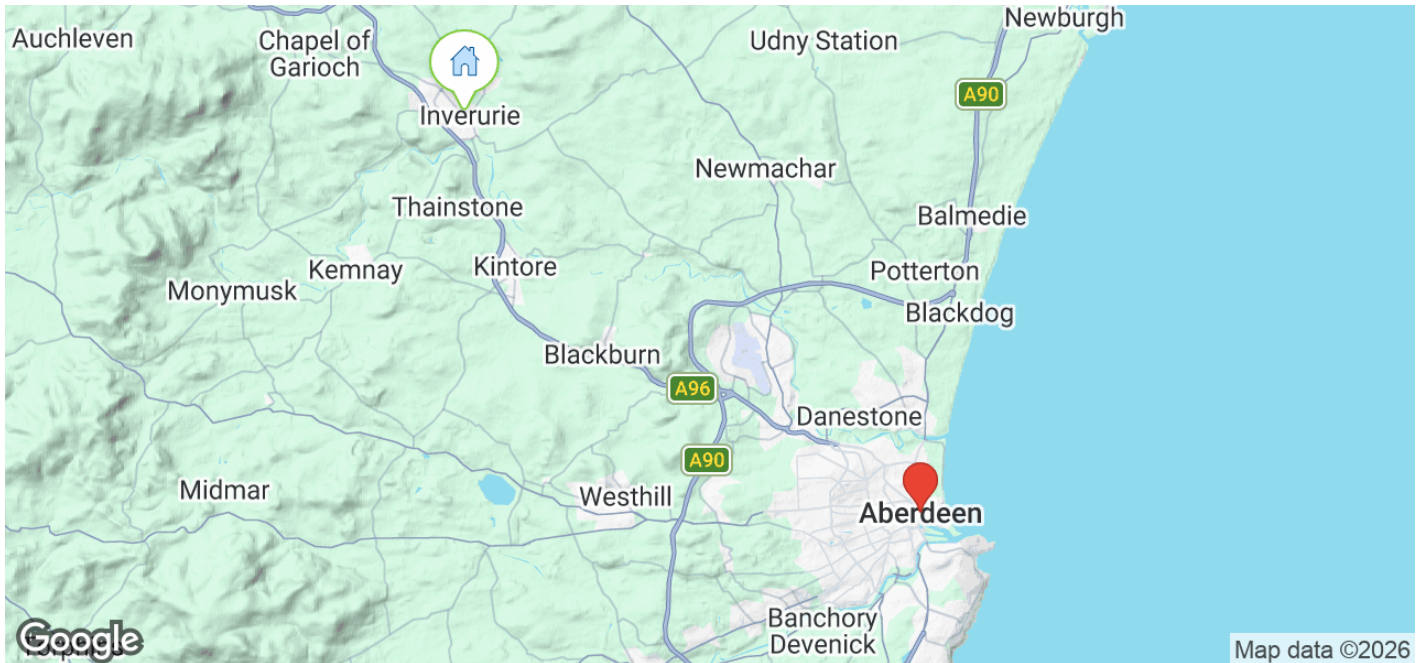 Newburgh
Auchleven
Chapel of
Garioch
Udny Station
A90
Inverurie
Newmachar
Thainstone
Balmedie
Kemnay
Kintore
Potterton
Monymusk
Blackdog
Blackburn
A96
Danestone
A90
Midmar
Westhill
Aberdeen
Banchory
Devenick
Google
Map data ©2026